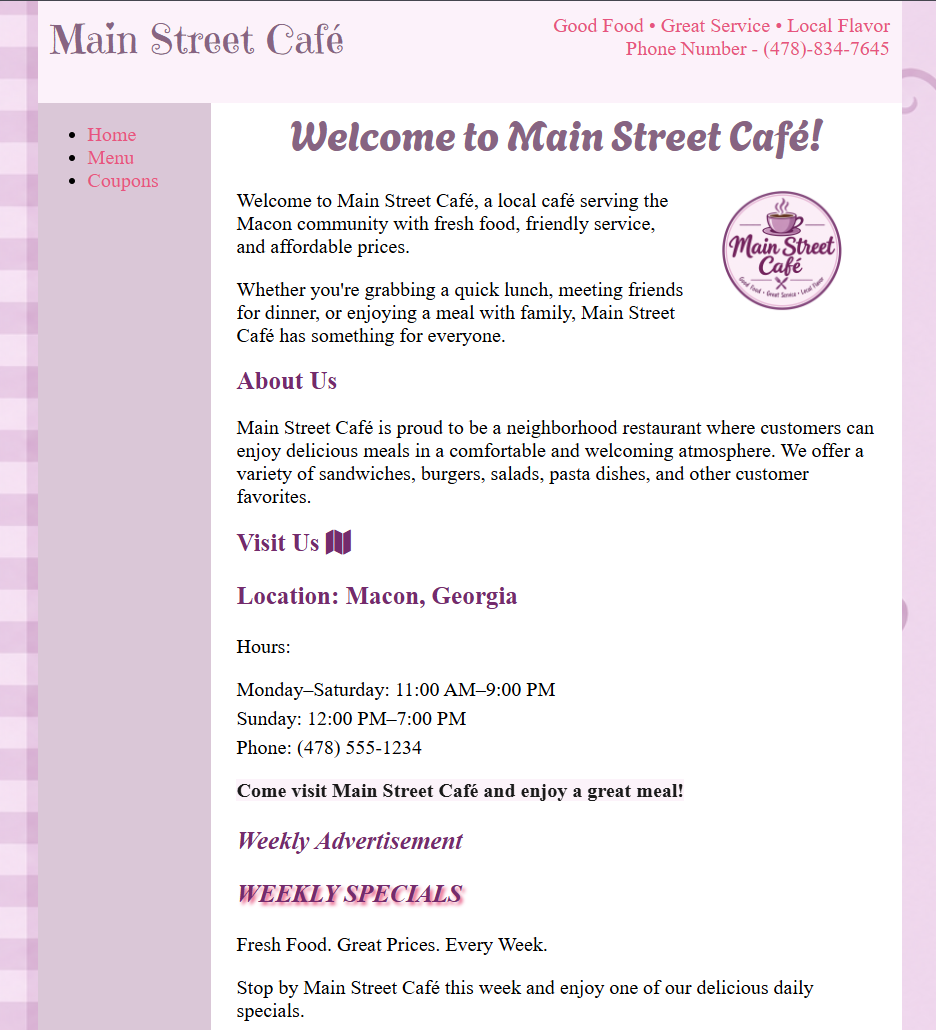 Main Street Café
Good Food • Great Service • Local Flavor
Phone Number - (478)-834-7645
• Home
• Menu
• Coupons
Welcome to Main Street Café!
Welcome to Main Street Café, a local café serving the
Macon community with fresh food, friendly service,
and affordable prices.
Main Street
Café
Good Food • Great Service • Local Flavor
Whether you're grabbing a quick lunch, meeting friends
for dinner, or enjoying a meal with family, Main Street
Café has something for everyone.
About Us
Main Street Café is proud to be a neighborhood restaurant where customers can
enjoy delicious meals in a comfortable and welcoming atmosphere. We offer a
variety of sandwiches, burgers, salads, pasta dishes, and other customer
favorites.
Visit Us
Location: Macon, Georgia
Hours:
Monday–Saturday: 11:00 AM–9:00 PM
Sunday: 12:00 PM–7:00 PM
Phone: (478) 555-1234
Come visit Main Street Café and enjoy a great meal!
Weekly Advertisement
WEEKLY SPECIALS
Fresh Food. Great Prices. Every Week.
Stop by Main Street Café this week and enjoy one of our delicious daily
specials.